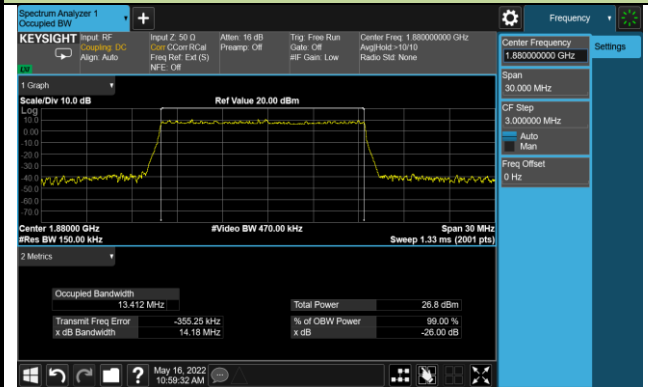 Spectrum Analyzer 1
Occupied BW
Frequency
KEYSIGHT
Input: RF
Coupling: DC
Align: Auto
Input Z: 50 Ω
Corr CCorr RCal
Freq Ref: Ext (S)
NFE: Off
Atten: 16 dB
Preamp: Off
Trig: Free Run
Gate: Off
#IF Gain: Low
Center Freq: 1.880000000 GHz
Avg|Hold:>10/10
Radio Std: None
Center Frequency
1.880000000 GHz
Settings
Span
30.000 MHz
CF Step
3.000000 MHz
Auto
Man
Freq Offset
0 Hz
1 Graph
Scale/Div 10.0 dB
Ref Value 20.00 dBm
Log
10.0
0.00
-10.0
-20.0
-30.0
-40.0
-50.0
-60.0
-70.0
Center 1.88000 GHz
#Video BW 470.00 kHz
Span 30 MHz
#Res BW 150.00 kHz
Sweep 1.33 ms (2001 pts)
2 Metrics
Occupied Bandwidth
13.412 MHz
Total Power 26.8 dBm
Transmit Freq Error -355.25 kHz
% of OBW Power 99.00 %
x dB Bandwidth 14.18 MHz
x dB -26.00 dB
?
May 16, 2022
10:59:32 AM